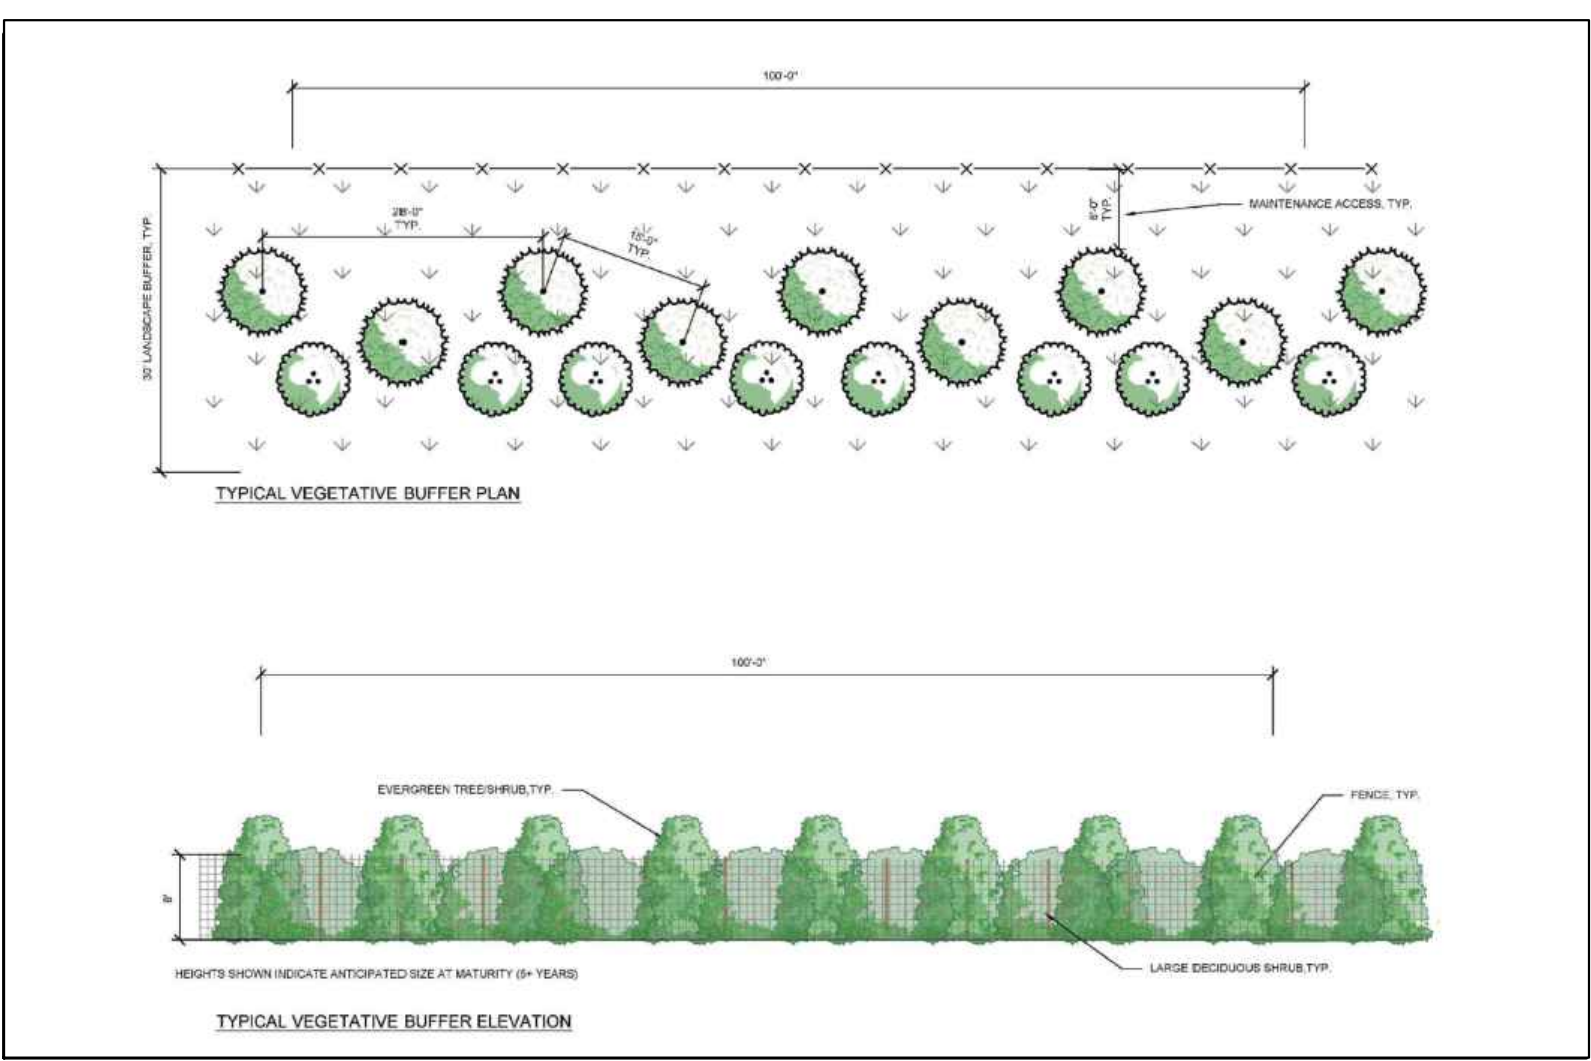 100'-0"
28'-0"
TYP.
15'-0"
TYP.
8'-0"
TYP.
MAINTENANCE ACCESS, TYP.
30' LANDSCAPE BUFFER, TYP.
TYPICAL VEGETATIVE BUFFER PLAN
100'-0"
EVERGREEN TREE/SHRUB,TYP.
FENCE, TYP.
8'
LARGE DECIDUOUS SHRUB,TYP.
HEIGHTS SHOWN INDICATE ANTICIPATED SIZE AT MATURITY (5+ YEARS)
TYPICAL VEGETATIVE BUFFER ELEVATION